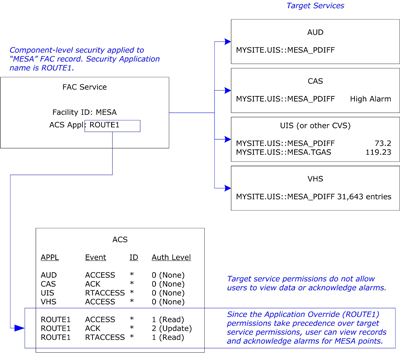 Target Services
Component-level security applied to
"MESA" FAC record. Security Application
name is ROUTE1.
AUD
MYSITE.UIS::MESA_PDIFF
FAC Service
Facility ID: MESA
ACS Appl: ROUTE1
CAS
MYSITE.UIS::MESA_PDIFF High Alarm
UIS (or other CVS)
MYSITE.UIS::MESA_PDIFF 73.2
MYSITE.UIS::MESA.TGAS 119.23
VHS
MYSITE.UIS::MESA_PDIFF 31,643 entries
ACS
APPL Event ID Auth Level
AUD ACCESS * 0 (None)
CAS ACK * 0 (None)
UIS RTACCESS * 0 (None)
VHS ACCESS * 0 (None)
ROUTE1 ACCESS * 1 (Read)
ROUTE1 ACK * 2 (Update)
ROUTE1 RTACCESS * 1 (Read)
Target service permissions do not allow
users to view data or acknowledge alarms.
Since the Application Override (ROUTE1)
permissions take precedence over target
service permissions, user can view records
and acknowledge alarms for MESA points.